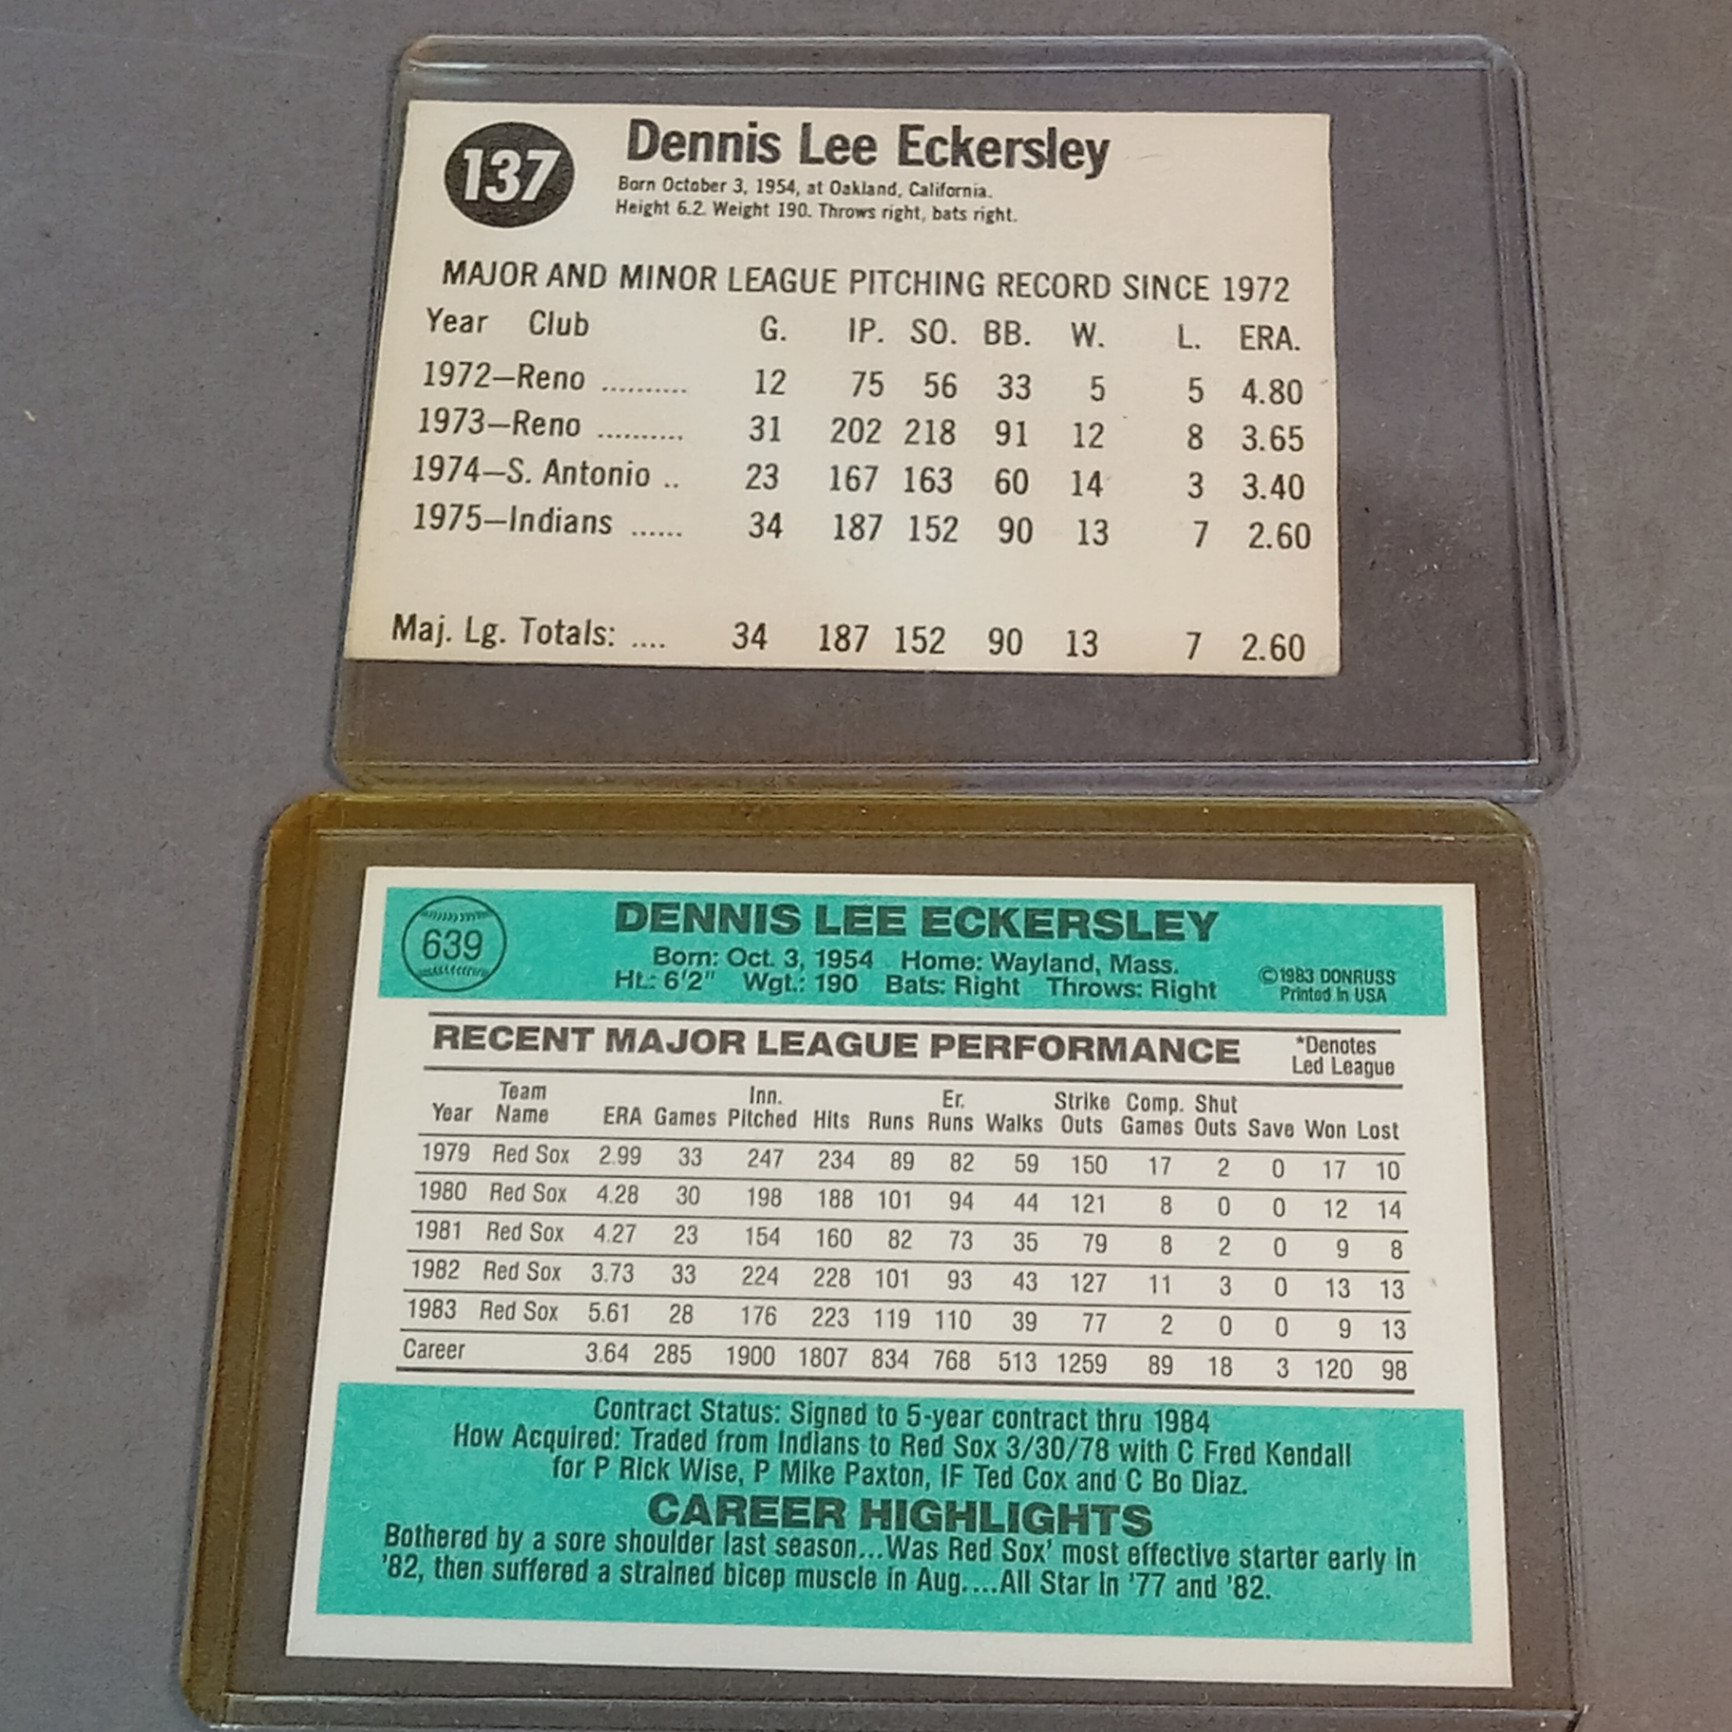 137
Dennis Lee Eckersley
Born October 3, 1954, at Oakland, California.
Height 6.2. Weight 190. Throws right, bats right.
MAJOR AND MINOR LEAGUE PITCHING RECORD SINCE 1972
Year Club G. IP. SO. BB. W. L. ERA.
1972—Reno .......... 12 75 56 33 5 5 4.80
1973—Reno .......... 31 202 218 91 12 8 3.65
1974—S. Antonio .. 23 167 163 60 14 3 3.40
1975—Indians ...... 34 187 152 90 13 7 2.60
Maj. Lg. Totals: .... 34 187 152 90 13 7 2.60
639
DENNIS LEE ECKERSLEY
Born: Oct. 3, 1954 Home: Wayland, Mass.
Ht.: 6'2" Wgt.: 190 Bats: Right Throws: Right
©1983 DONRUSS
Printed In USA
RECENT MAJOR LEAGUE PERFORMANCE
*Denotes
Led League
Year Team Name ERA Games Inn. Pitched Hits Runs Er. Runs Walks Strike Outs Comp. Games Shut Outs Save Won Lost
1979 Red Sox 2.99 33 247 234 89 82 59 150 17 2 0 17 10
1980 Red Sox 4.28 30 198 188 101 94 44 121 8 0 0 12 14
1981 Red Sox 4.27 23 154 160 82 73 35 79 8 2 0 9 8
1982 Red Sox 3.73 33 224 228 101 93 43 127 11 3 0 13 13
1983 Red Sox 5.61 28 176 223 119 110 39 77 2 0 0 9 13
Career 3.64 285 1900 1807 834 768 513 1259 89 18 3 120 98
Contract Status: Signed to 5-year contract thru 1984
How Acquired: Traded from Indians to Red Sox 3/30/78 with C Fred Kendall
for P Rick Wise, P Mike Paxton, IF Ted Cox and C Bo Diaz.
CAREER HIGHLIGHTS
Bothered by a sore shoulder last season...Was Red Sox' most effective starter early in
'82, then suffered a strained bicep muscle in Aug....All Star in '77 and '82.